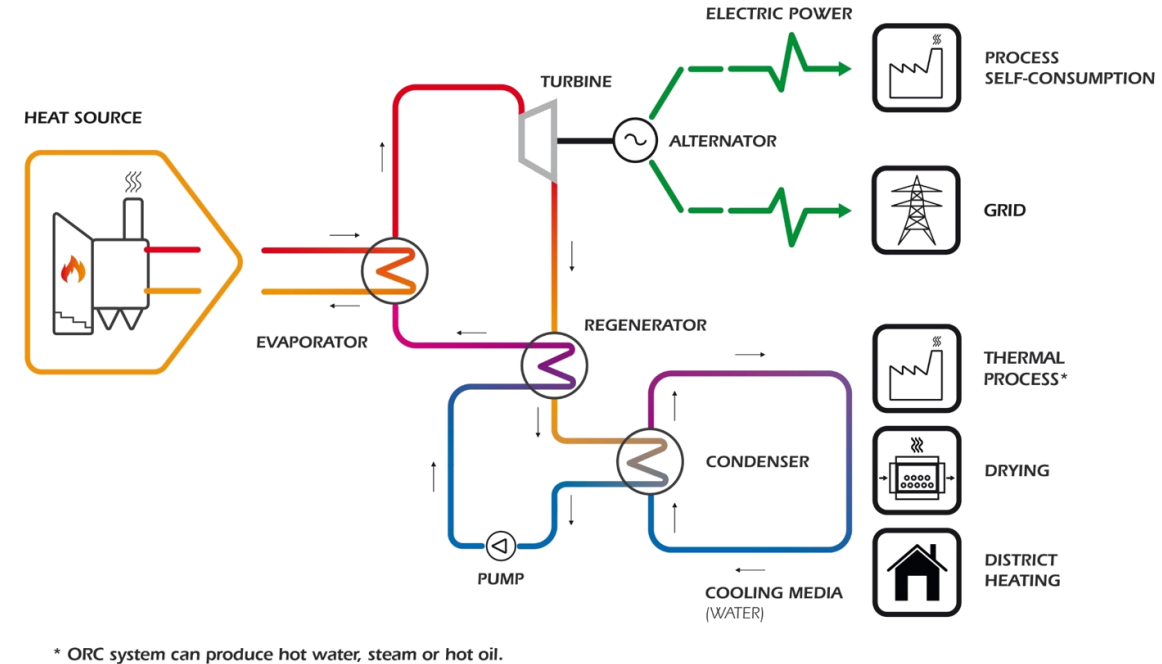 ELECTRIC POWER
PROCESS
SELF-CONSUMPTION
TURBINE
HEAT SOURCE
ALTERNATOR
GRID
REGENERATOR
EVAPORATOR
THERMAL
PROCESS*
CONDENSER
DRYING
PUMP
DISTRICT
HEATING
COOLING MEDIA
(WATER)
* ORC system can produce hot water, steam or hot oil.